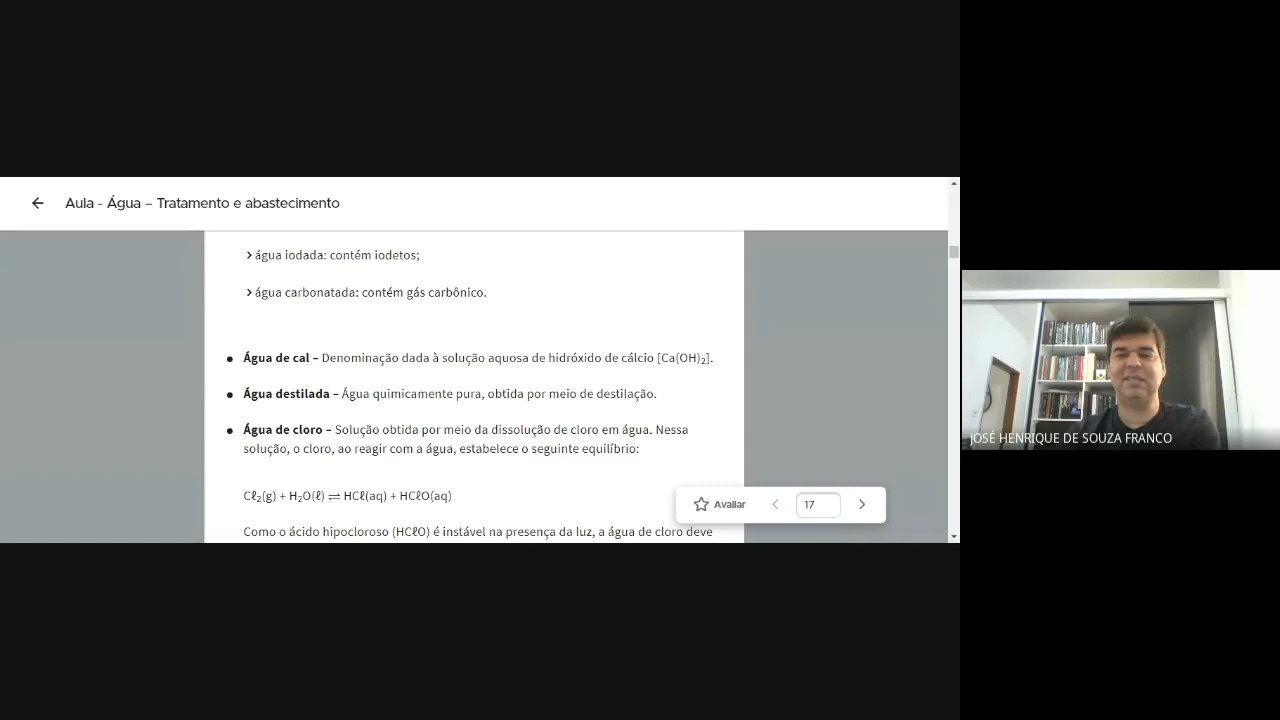 Aula - Água – Tratamento e abastecimento
> água iodada: contém iodetos;
> água carbonatada: contém gás carbônico.
● Água de cal – Denominação dada à solução aquosa de hidróxido de cálcio [Ca(OH)₂].
● Água destilada – Água quimicamente pura, obtida por meio de destilação.
● Água de cloro – Solução obtida por meio da dissolução de cloro em água. Nessa
solução, o cloro, ao reagir com a água, estabelece o seguinte equilíbrio:
Cℓ₂(g) + H₂O(ℓ) ⇌ HCℓ(aq) + HCℓO(aq)
Avaliar
17
Como o ácido hipocloroso (HCℓO) é instável na presença da luz, a água de cloro deve
JOSÉ HENRIQUE DE SOUZA FRANCO